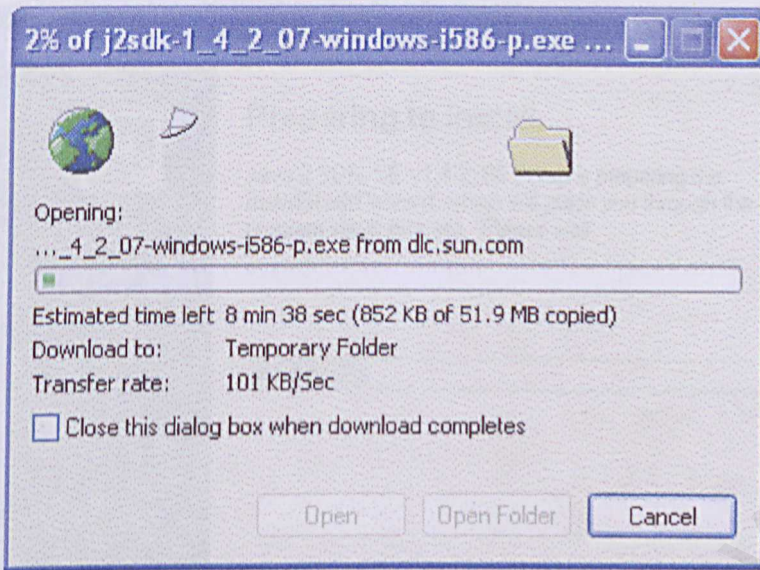 2% of j2sdk-1_4_2_07-windows-i586-p.exe ...
Opening:
..._4_2_07-windows-i586-p.exe from dlc.sun.com
Estimated time left 8 min 38 sec (852 KB of 51.9 MB copied)
Download to: Temporary Folder
Transfer rate: 101 KB/Sec
Close this dialog box when download completes
Open Open Folder Cancel